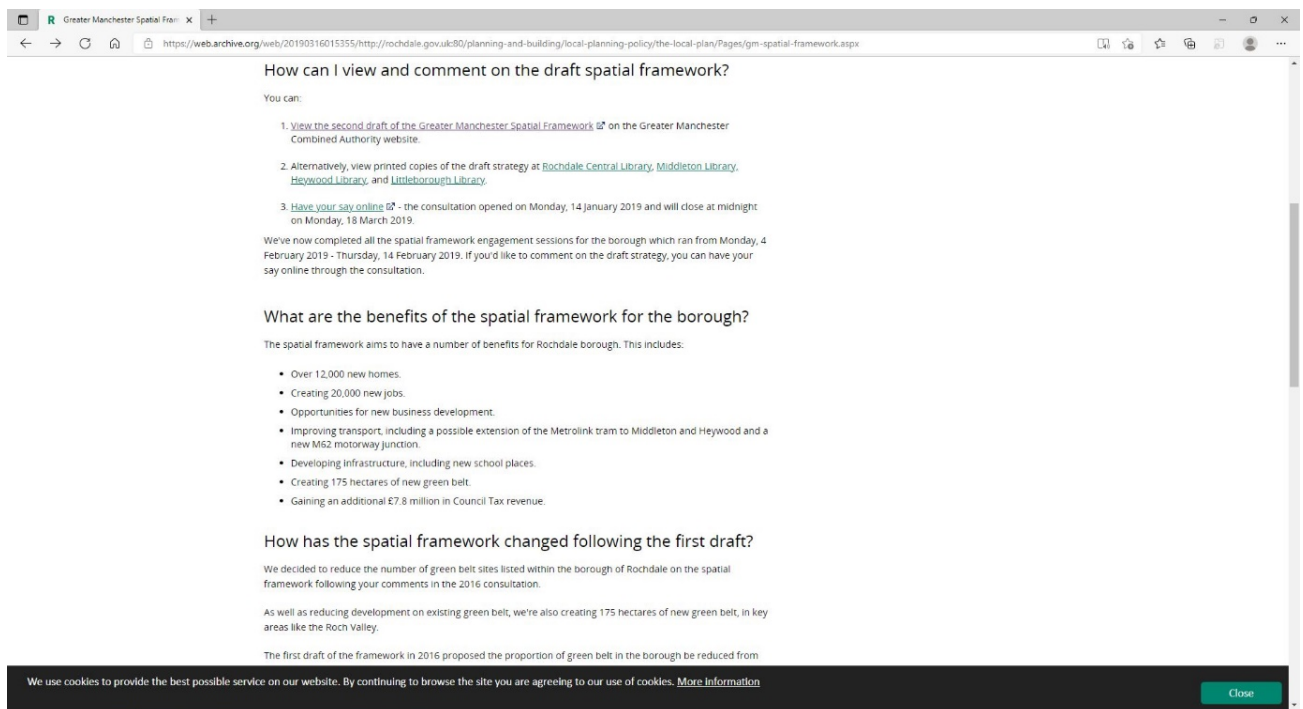 R Greater Manchester Spatial Fram
https://web.archive.org/web/20190316015355/http://rochdale.gov.uk:80/planning-and-building/local-planning-policy/the-local-plan/Pages/gm-spatial-framework.aspx
How can I view and comment on the draft spatial framework?
You can:
1. View the second draft of the Greater Manchester Spatial Framework on the Greater Manchester
Combined Authority website.
2. Alternatively, view printed copies of the draft strategy at Rochdale Central Library, Middleton Library,
Heywood Library, and Littleborough Library.
3. Have your say online - the consultation opened on Monday, 14 January 2019 and will close at midnight
on Monday, 18 March 2019.
We've now completed all the spatial framework engagement sessions for the borough which ran from Monday, 4
February 2019 - Thursday, 14 February 2019. If you'd like to comment on the draft strategy, you can have your
say online through the consultation.
What are the benefits of the spatial framework for the borough?
The spatial framework aims to have a number of benefits for Rochdale borough. This includes:
• Over 12,000 new homes.
• Creating 20,000 new jobs.
• Opportunities for new business development.
• Improving transport, including a possible extension of the Metrolink tram to Middleton and Heywood and a
new M62 motorway junction.
• Developing infrastructure, including new school places.
• Creating 175 hectares of new green belt.
• Gaining an additional £7.8 million in Council Tax revenue.
How has the spatial framework changed following the first draft?
We decided to reduce the number of green belt sites listed within the borough of Rochdale on the spatial
framework following your comments in the 2016 consultation.
As well as reducing development on existing green belt, we're also creating 175 hectares of new green belt, in key
areas like the Roch Valley.
The first draft of the framework in 2016 proposed the proportion of green belt in the borough be reduced from
We use cookies to provide the best possible service on our website. By continuing to browse the site you are agreeing to our use of cookies. More information
Close